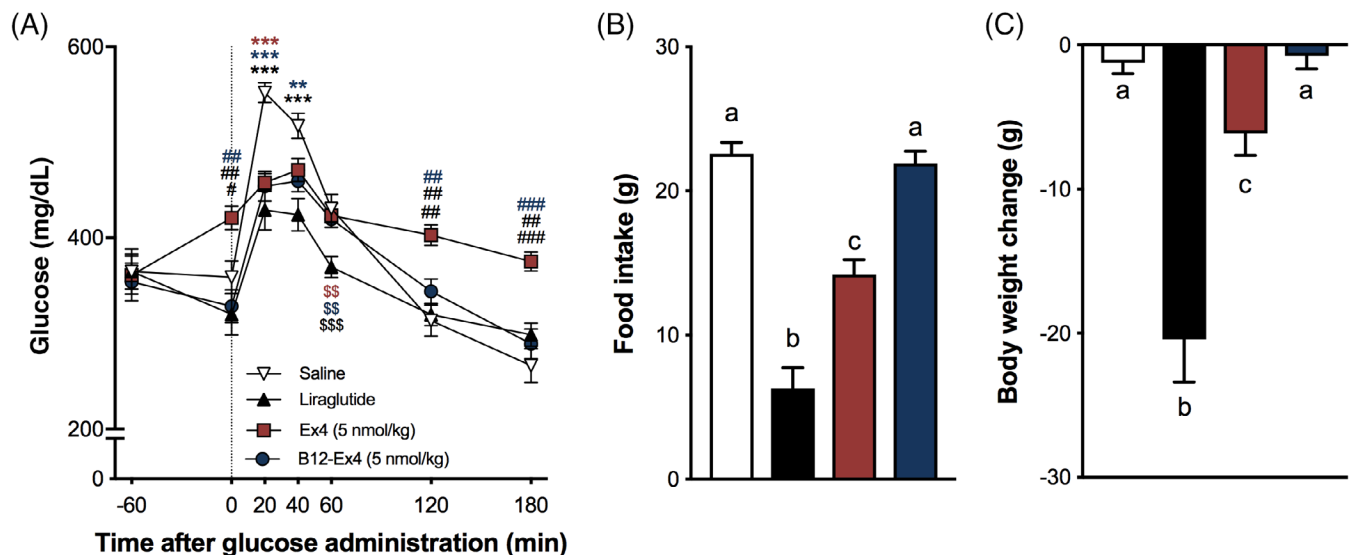 (A)
600
400
200
0
Glucose (mg/dL)
***
***
***
**
***
##
##
#
$$
$$
$$$
##
##
##
###
##
###
Saline
Liraglutide
Ex4 (5 nmol/kg)
B12-Ex4 (5 nmol/kg)
-60 0 20 40 60 120 180
Time after glucose administration (min)
(B)
30
20
10
0
Food intake (g)
a
b
c
a
(C)
0
-10
-20
-30
Body weight change (g)
a
b
c
a